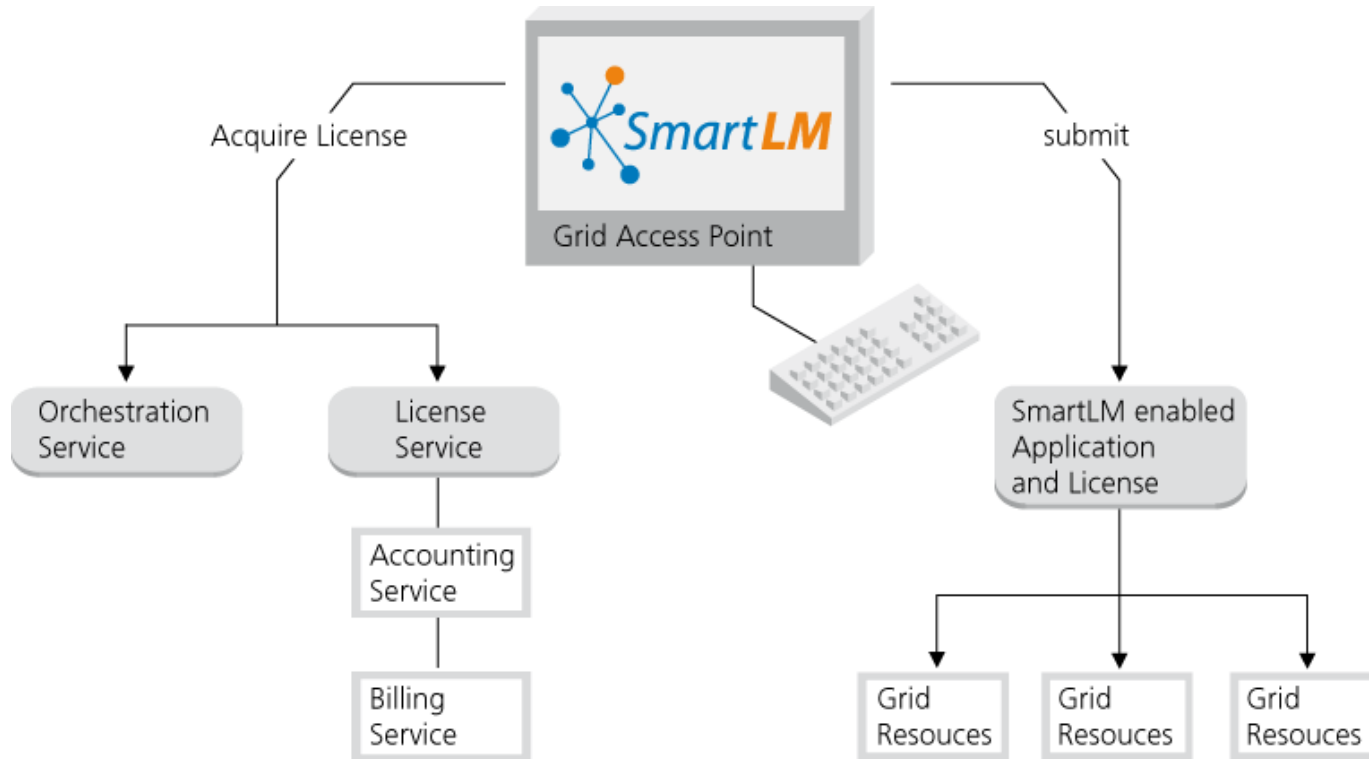 SmartLM
Grid Access Point
Acquire License
submit
Orchestration
Service
License
Service
Accounting
Service
Billing
Service
SmartLM enabled
Application
and License
Grid
Resouces
Grid
Resouces
Grid
Resouces